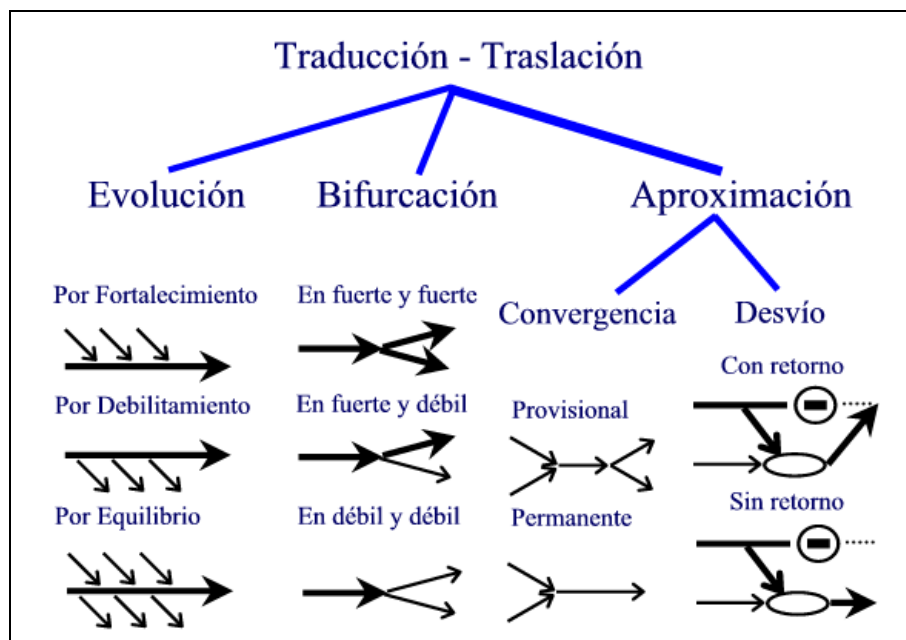 Traducción - Traslación
Evolución
Bifurcación
Aproximación
Por Fortalecimiento
En fuerte y fuerte
Convergencia
Desvío
Con retorno
Por Debilitamiento
En fuerte y débil
Provisional
Por Equilibrio
En débil y débil
Permanente
Sin retorno